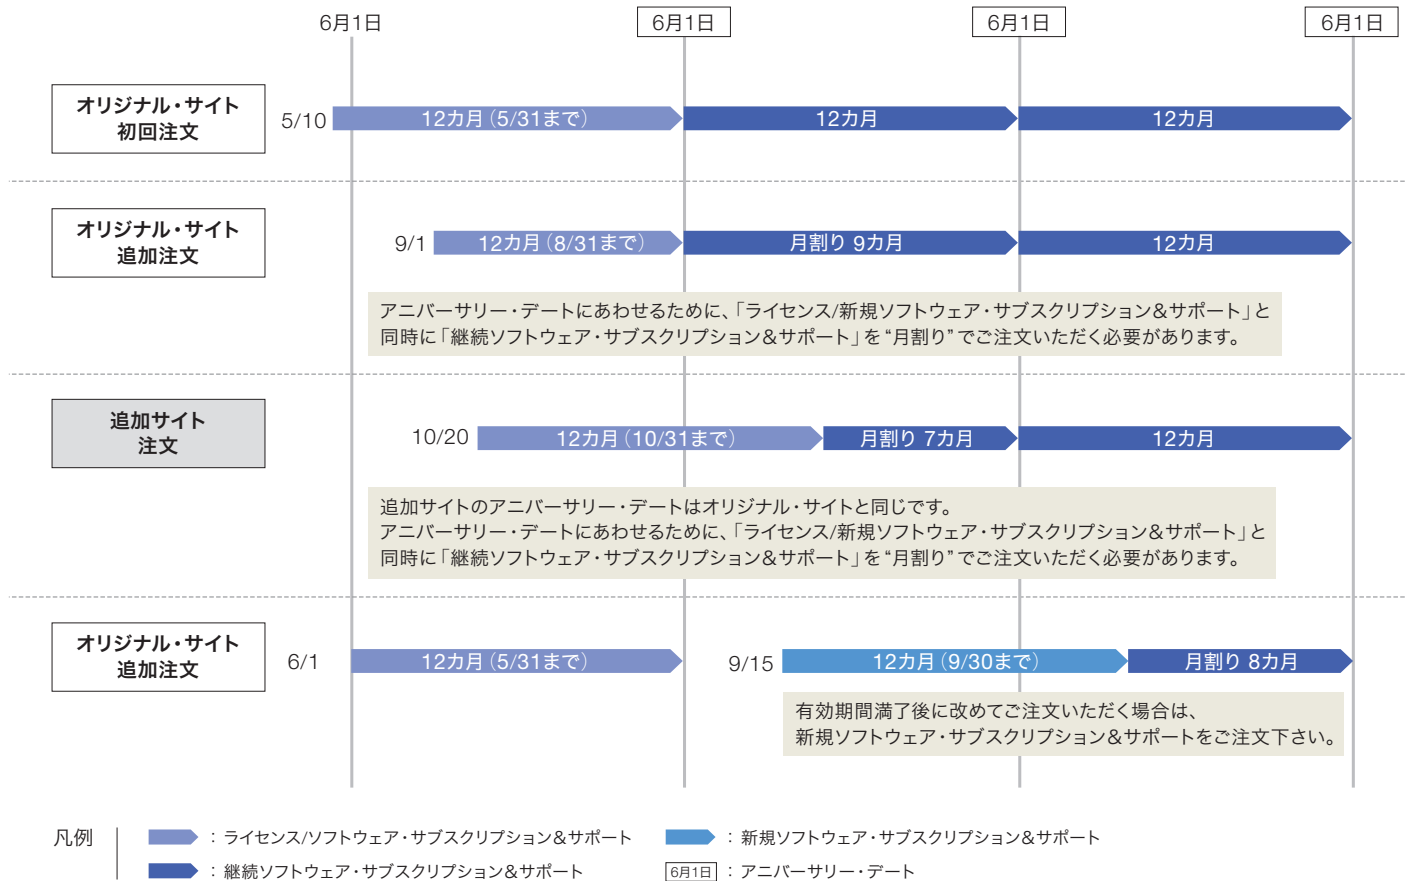 6月1日
6月1日
6月1日
6月1日
オリジナル・サイト
初回注文
5/10
12カ月（5/31まで）
12カ月
12カ月
オリジナル・サイト
追加注文
9/1
12カ月（8/31まで）
月割り 9カ月
12カ月
アニバーサリー・デートにあわせるために、「ライセンス/新規ソフトウェア・サブスクリプション&サポート」と
同時に「継続ソフトウェア・サブスクリプション&サポート」を“月割り”でご注文いただく必要があります。
追加サイト
注文
10/20
12カ月（10/31まで）
月割り 7カ月
12カ月
追加サイトのアニバーサリー・デートはオリジナル・サイトと同じです。
アニバーサリー・デートにあわせるために、「ライセンス/新規ソフトウェア・サブスクリプション&サポート」と
同時に「継続ソフトウェア・サブスクリプション&サポート」を“月割り”でご注文いただく必要があります。
オリジナル・サイト
追加注文
6/1
12カ月（5/31まで）
9/15
12カ月（9/30まで）
月割り 8カ月
有効期間満了後に改めてご注文いただく場合は、
新規ソフトウェア・サブスクリプション&サポートをご注文下さい。
凡例
：ライセンス/ソフトウェア・サブスクリプション&サポート
：新規ソフトウェア・サブスクリプション&サポート
：継続ソフトウェア・サブスクリプション&サポート
6月1日：アニバーサリー・デート